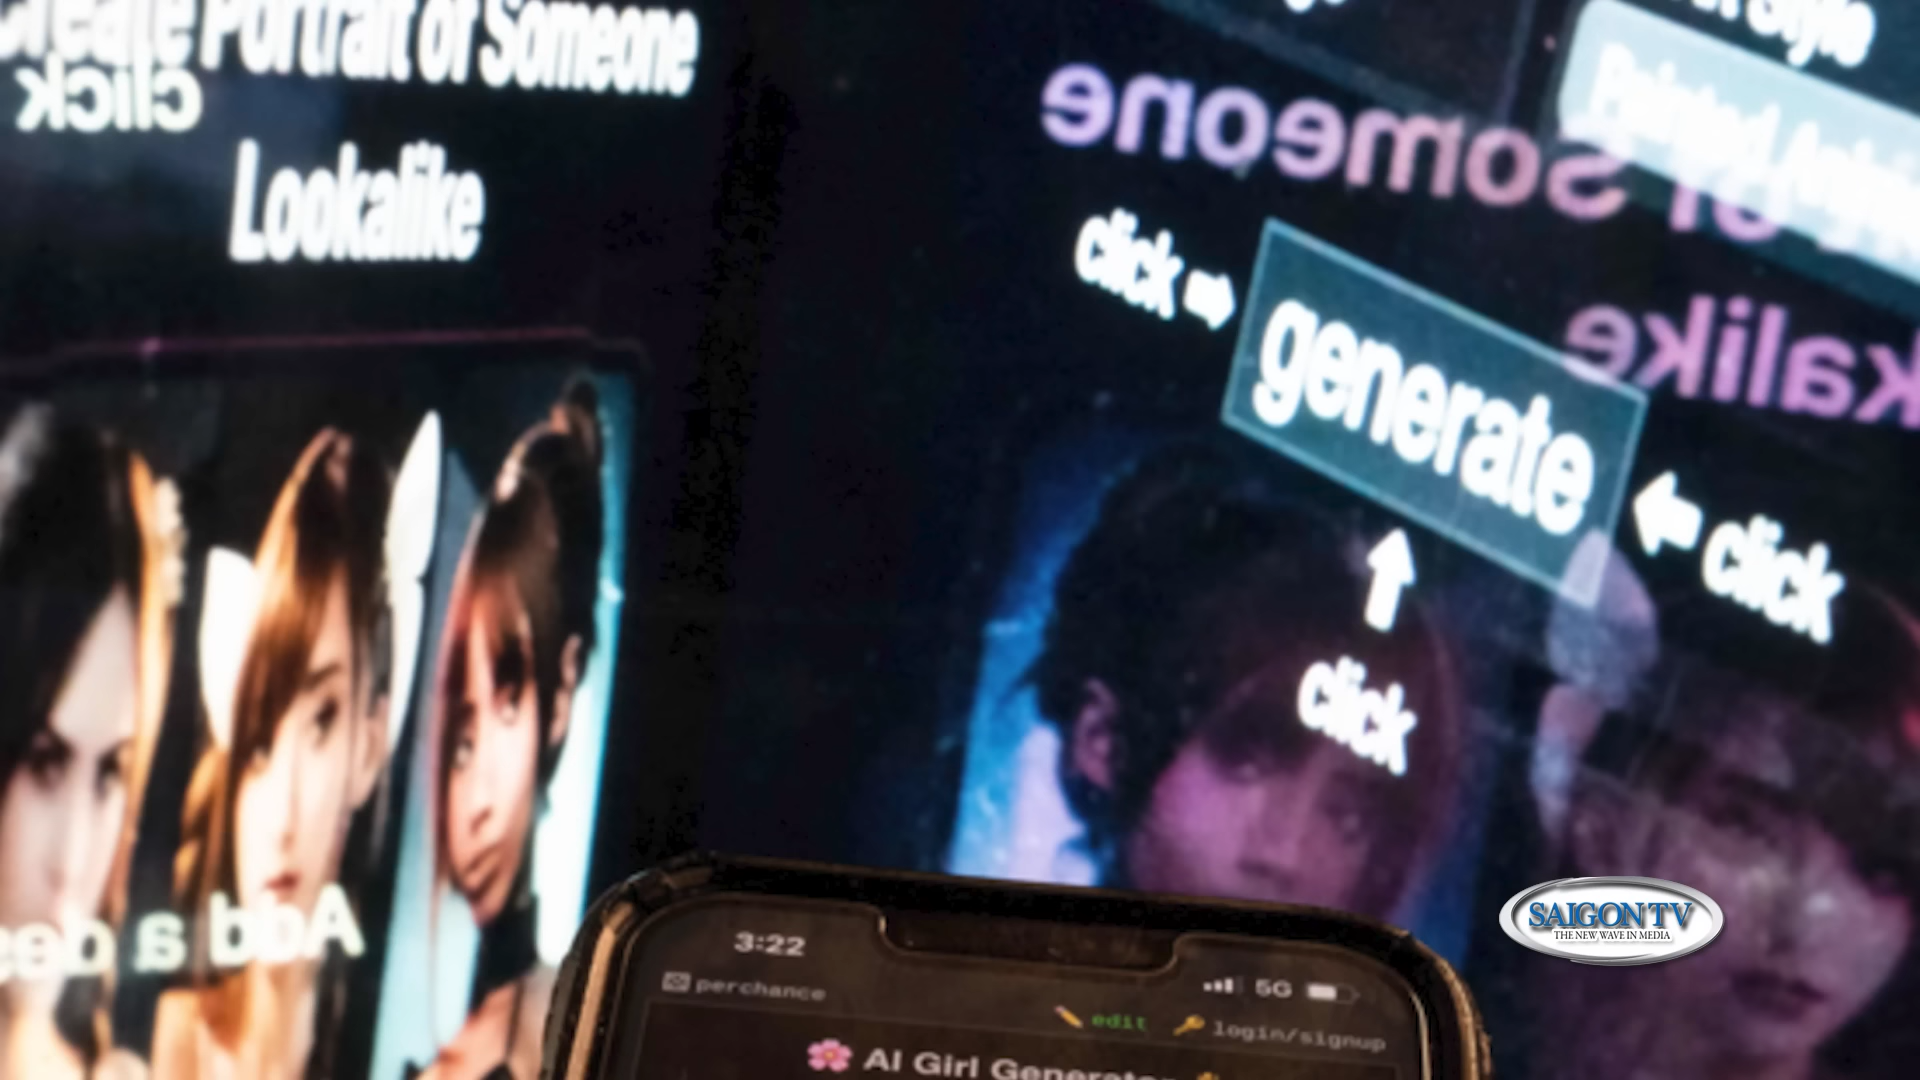 Create Portrait of Someone
click
Lookalike
Someone
click
generate
kalike
click
click
Add a
SAIGON TV
THE NEW WAVE IN MEDIA
3:22
5G
perchance
edit
login/signup
AI Girl Generator